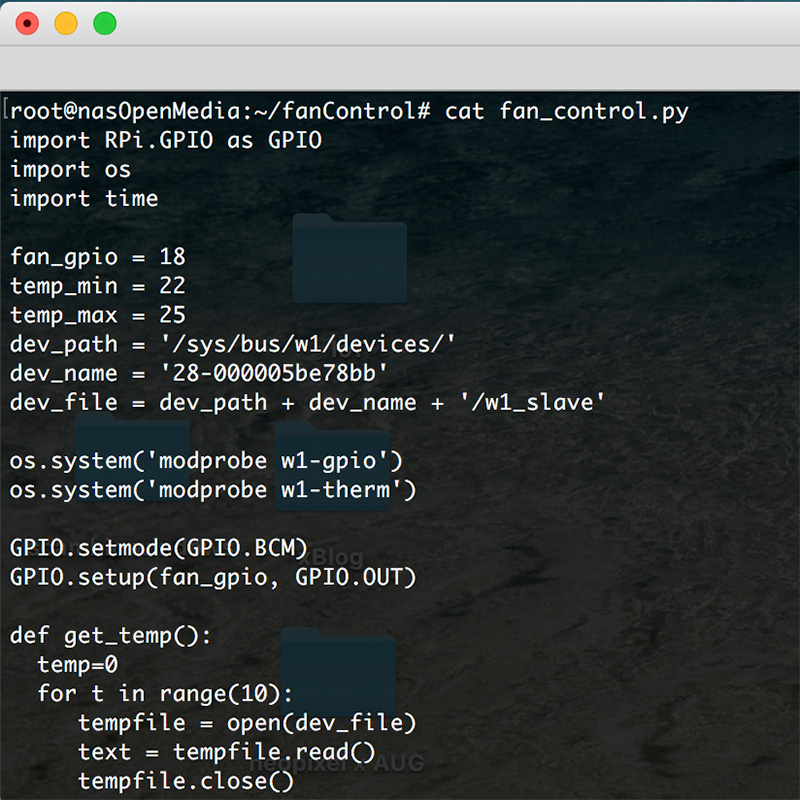 [root@nasOpenMedia:~/fanControl# cat fan_control.py
import RPi.GPIO as GPIO
import os
import time

fan_gpio = 18
temp_min = 22
temp_max = 25
dev_path = '/sys/bus/w1/devices/'
dev_name = '28-000005be78bb'
dev_file = dev_path + dev_name + '/w1_slave'

os.system('modprobe w1-gpio')
os.system('modprobe w1-therm')

GPIO.setmode(GPIO.BCM)
xBlog
GPIO.setup(fan_gpio, GPIO.OUT)

def get_temp():
  temp=0
  for t in range(10):
     tempfile = open(dev_file)
     text = tempfile.read()
     tempfile.close()